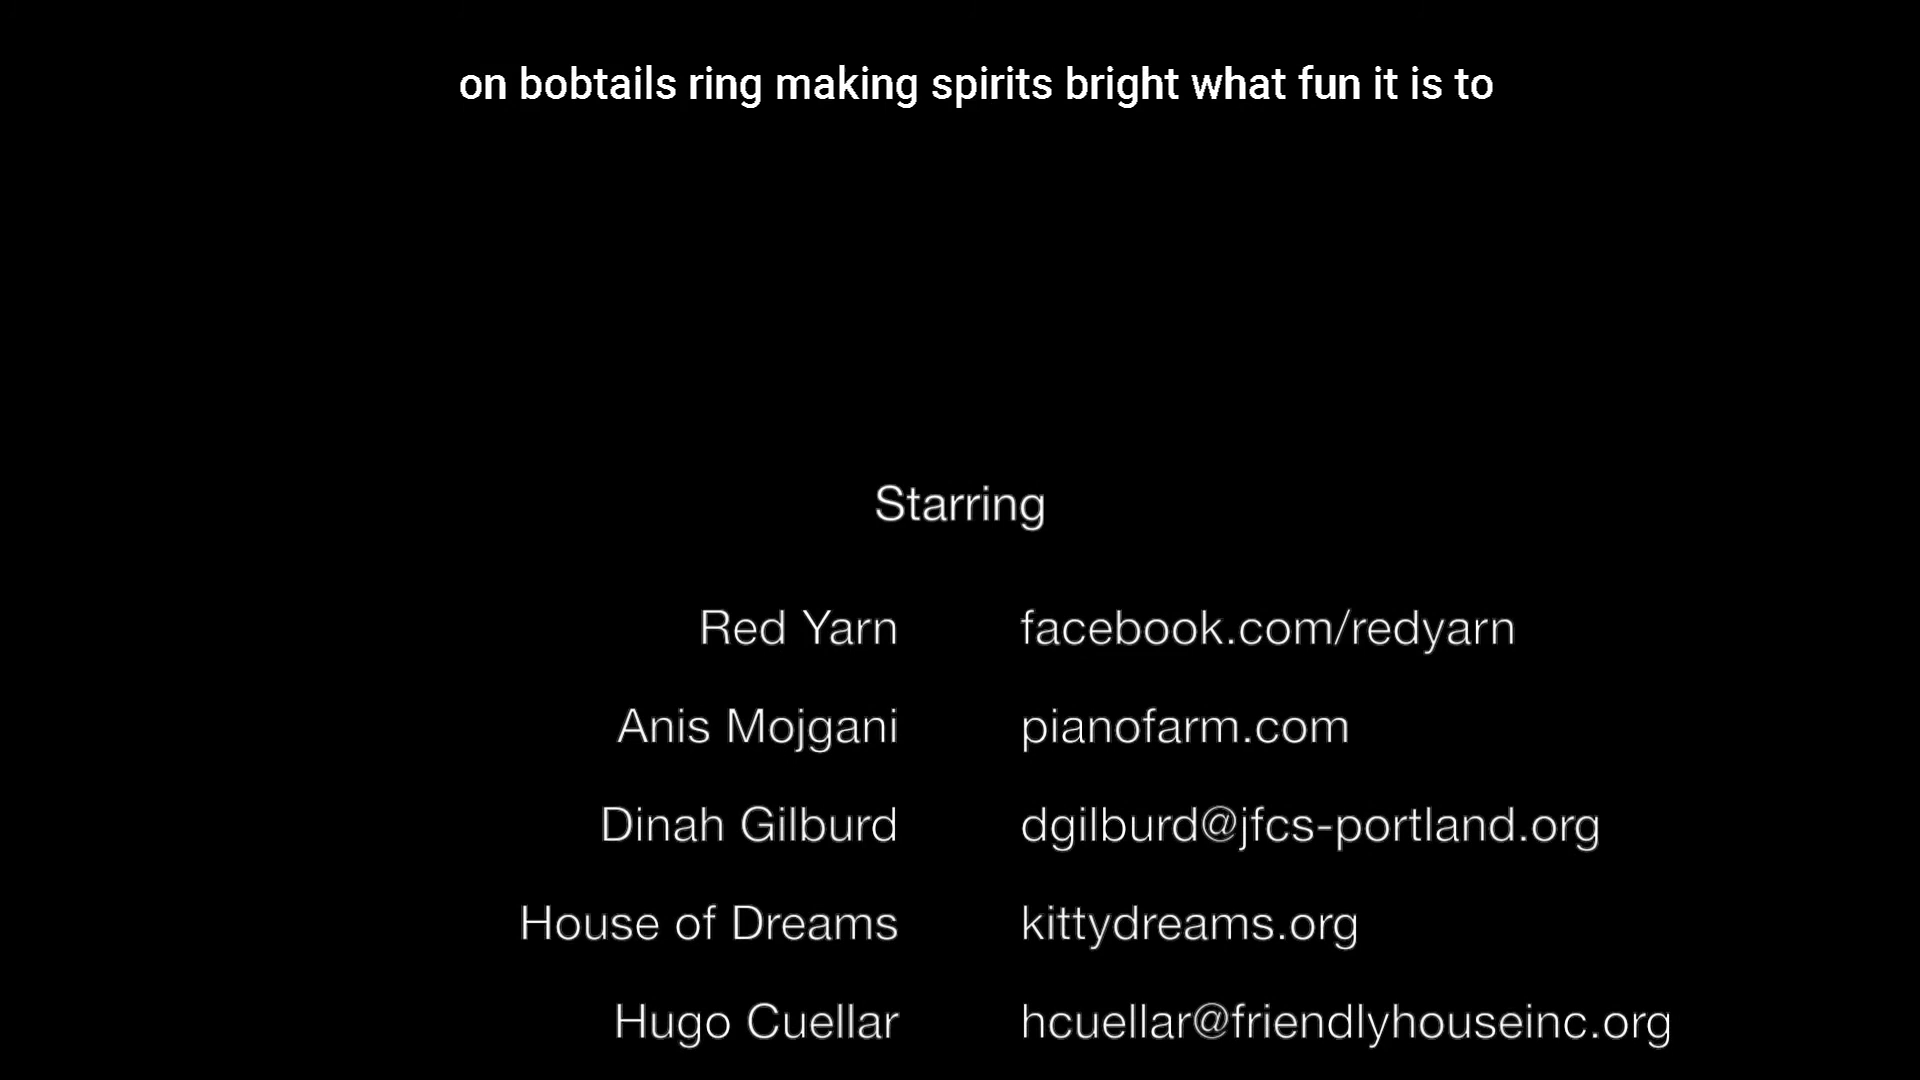 on bobtails ring making spirits bright what fun it is to
Starring
Red Yarn facebook.com/redyarn
Anis Mojgani pianofarm.com
Dinah Gilburd dgilburd@jfcs-portland.org
House of Dreams kittydreams.org
Hugo Cuellar hcuellar@friendlyhouseinc.org